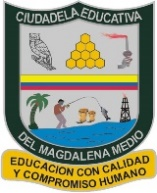 CIUDADELA EDUCATIVA
DEL MAGDALENA MEDIO
EDUCACION CON CALIDAD
Y COMPROMISO HUMANO